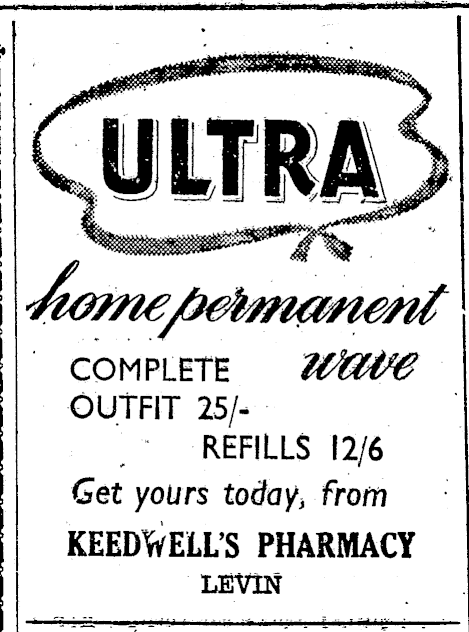 ULTRA
home permanent
wave
COMPLETE
OUTFIT 25/-
REFILLS 12/6
Get yours today, from
KEEDWELL'S PHARMACY
LEVIN